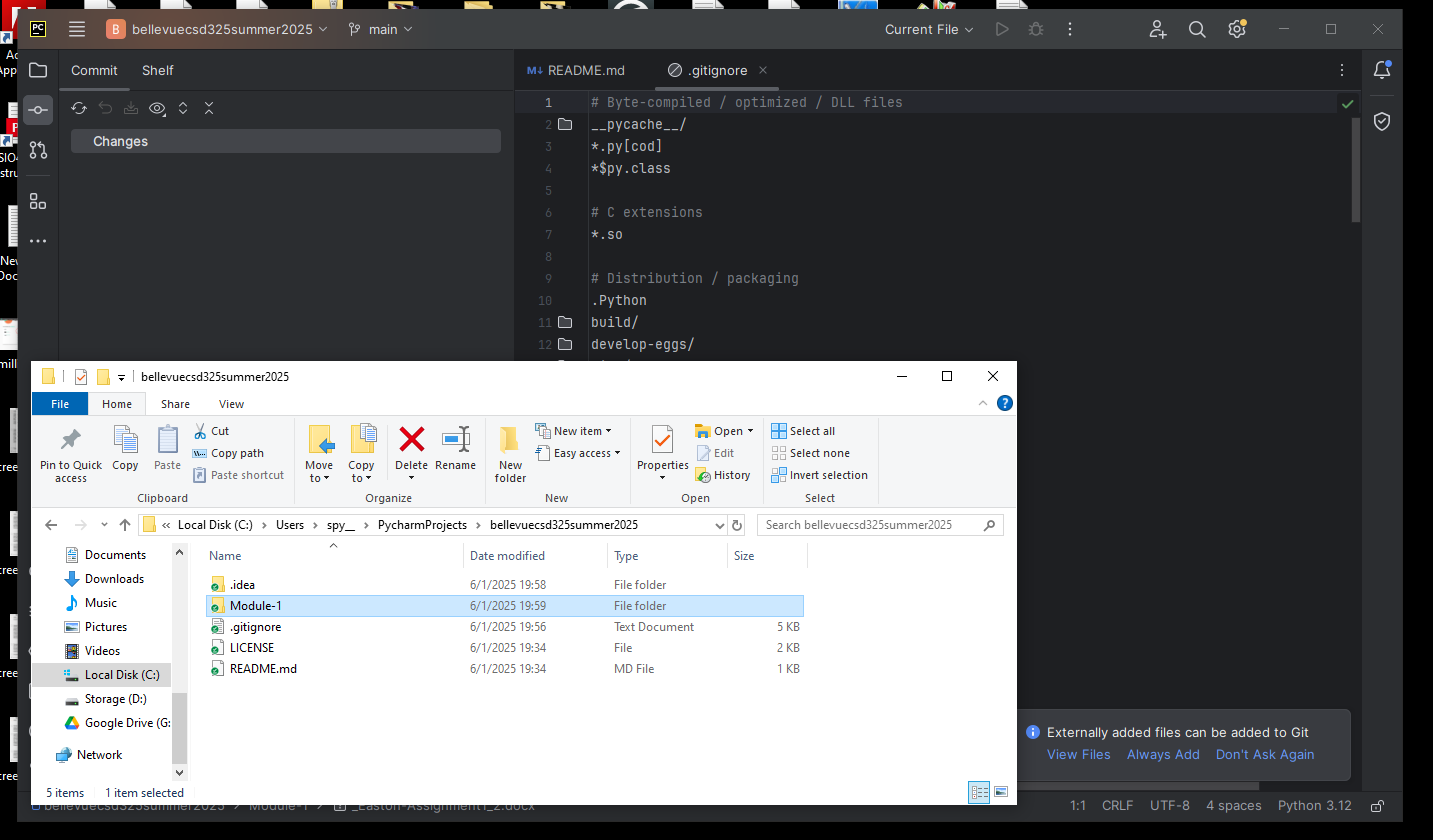 PC
B bellevuecsd325summer2025
main
Current File
Commit Shelf
M↓ README.md
.gitignore
Changes
1 # Byte-compiled / optimized / DLL files
2 __pycache__/
3 *.py[cod]
4 *$py.class
5
6 # C extensions
7 *.so
8
9 # Distribution / packaging
10 .Python
11 build/
12 develop-eggs/
bellevuecsd325summer2025
File Home Share View
Pin to Quick access
Copy
Paste
Cut
Copy path
Paste shortcut
Clipboard
Move to
Copy to
Delete
Rename
Organize
New folder
New item
Easy access
New
Properties
Open
Edit
History
Open
Select all
Select none
Invert selection
Select
« Local Disk (C:) > Users > spy__ > PycharmProjects > bellevuecsd325summer2025
Search bellevuecsd325summer2025
Documents
Downloads
Music
Pictures
Videos
Local Disk (C:)
Storage (D:)
Google Drive (G:
Network
Name Date modified Type Size
.idea 6/1/2025 19:58 File folder
Module-1 6/1/2025 19:59 File folder
.gitignore 6/1/2025 19:56 Text Document 5 KB
LICENSE 6/1/2025 19:34 File 2 KB
README.md 6/1/2025 19:34 MD File 1 KB
5 items 1 item selected
Externally added files can be added to Git
View Files Always Add Don't Ask Again
bellevuecsd325summer2025 > Module-1 > _Easton-Assignment1_2.docx
1:1 CRLF UTF-8 4 spaces Python 3.12